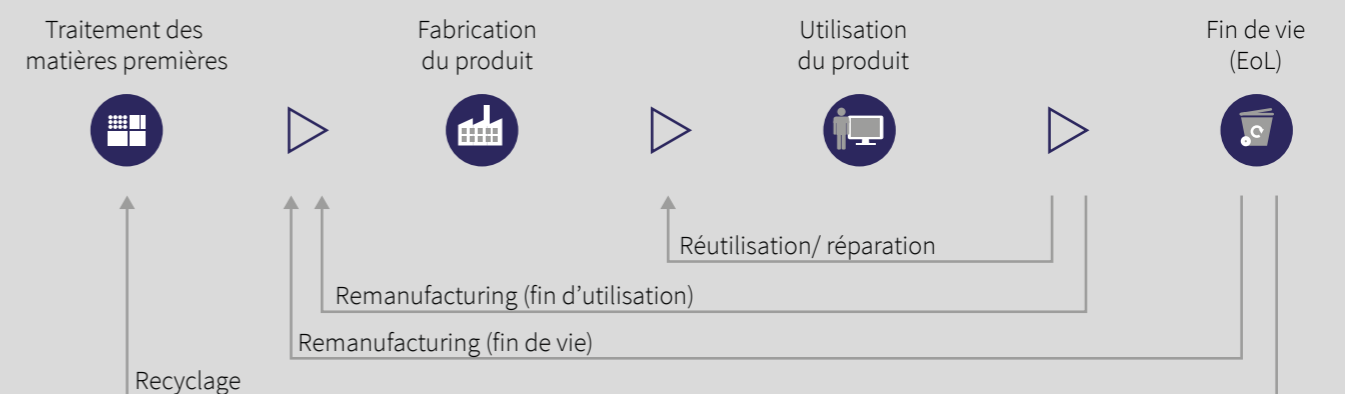 Traitement des
matières premières
Fabrication
du produit
Utilisation
du produit
Fin de vie
(EoL)
Réutilisation/ réparation
Remanufacturing (fin d’utilisation)
Remanufacturing (fin de vie)
Recyclage